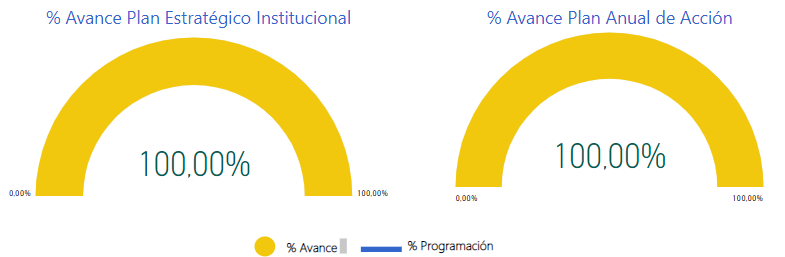 % Avance Plan Estratégico Institucional
% Avance Plan Anual de Acción
100,00%
0,00%
100,00%
100,00%
0,00%
100,00%
% Avance
% Programación